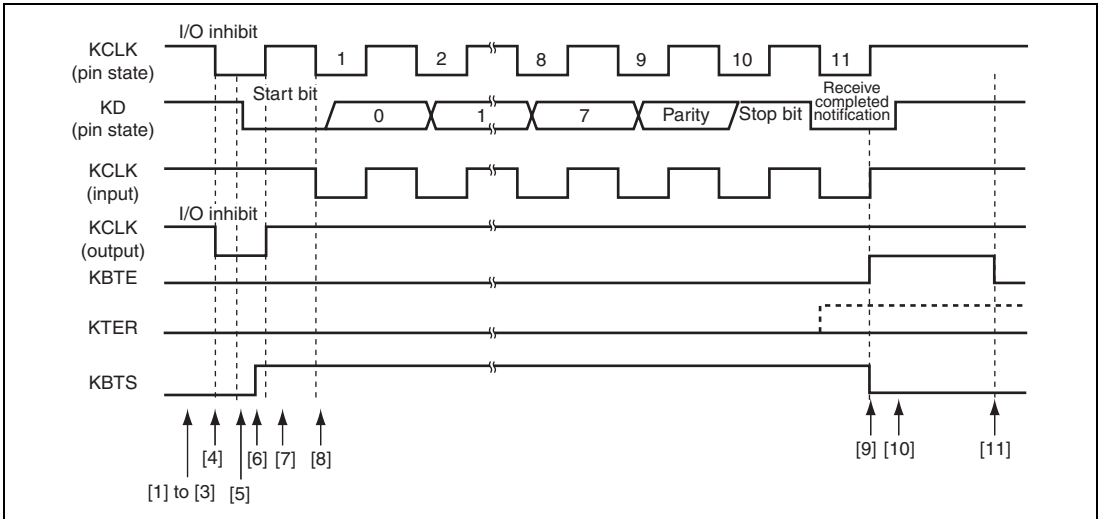 I/O inhibit
KCLK
(pin state)
1 2 8 9 10 11
KD
(pin state)
Start bit 0 1 7 Parity Stop bit
Receive
completed
notification
KCLK
(input)
I/O inhibit
KCLK
(output)
KBTE
KTER
KBTS
[4] [6] [7] [8] [9] [10] [11]
[1] to [3] [5]